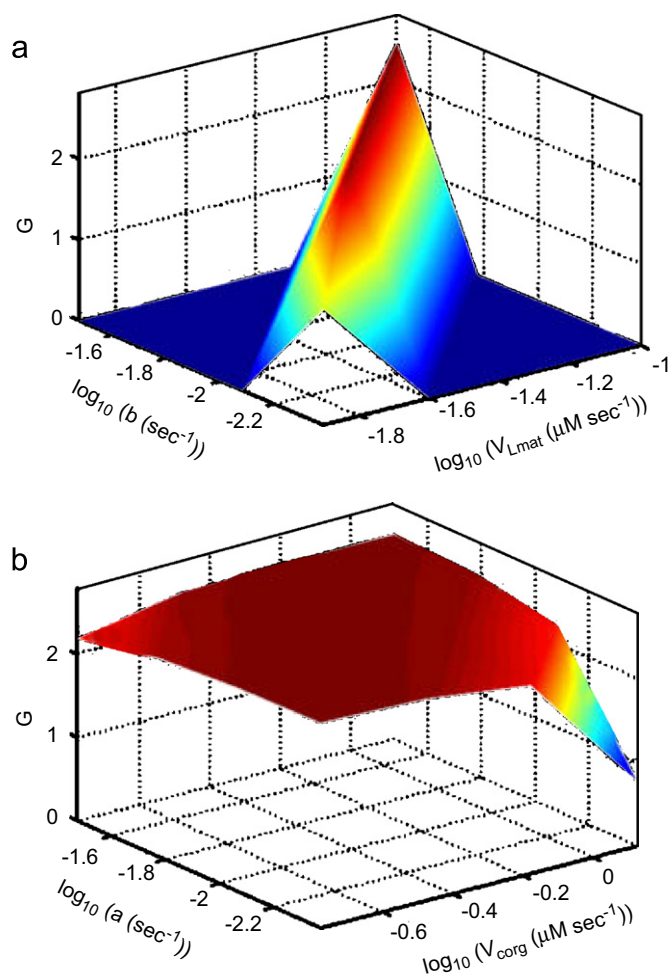 a
2
1
0
G
-1.6
-1.8
-2
-2.2
log10 (b (sec-1))
-1.8
-1.6
-1.4
-1.2
-1
log10 (VLmat (μM sec-1))
b
2
1
0
G
-1.6
-1.8
-2
-2.2
log10 (a (sec-1))
-0.6
-0.4
-0.2
0
log10 (Vcorg (μM sec-1))